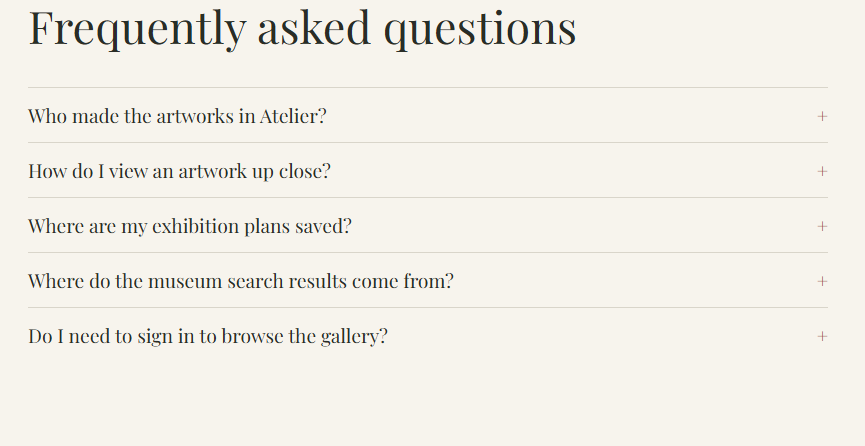 Frequently asked questions
Who made the artworks in Atelier? +
How do I view an artwork up close? +
Where are my exhibition plans saved? +
Where do the museum search results come from? +
Do I need to sign in to browse the gallery? +